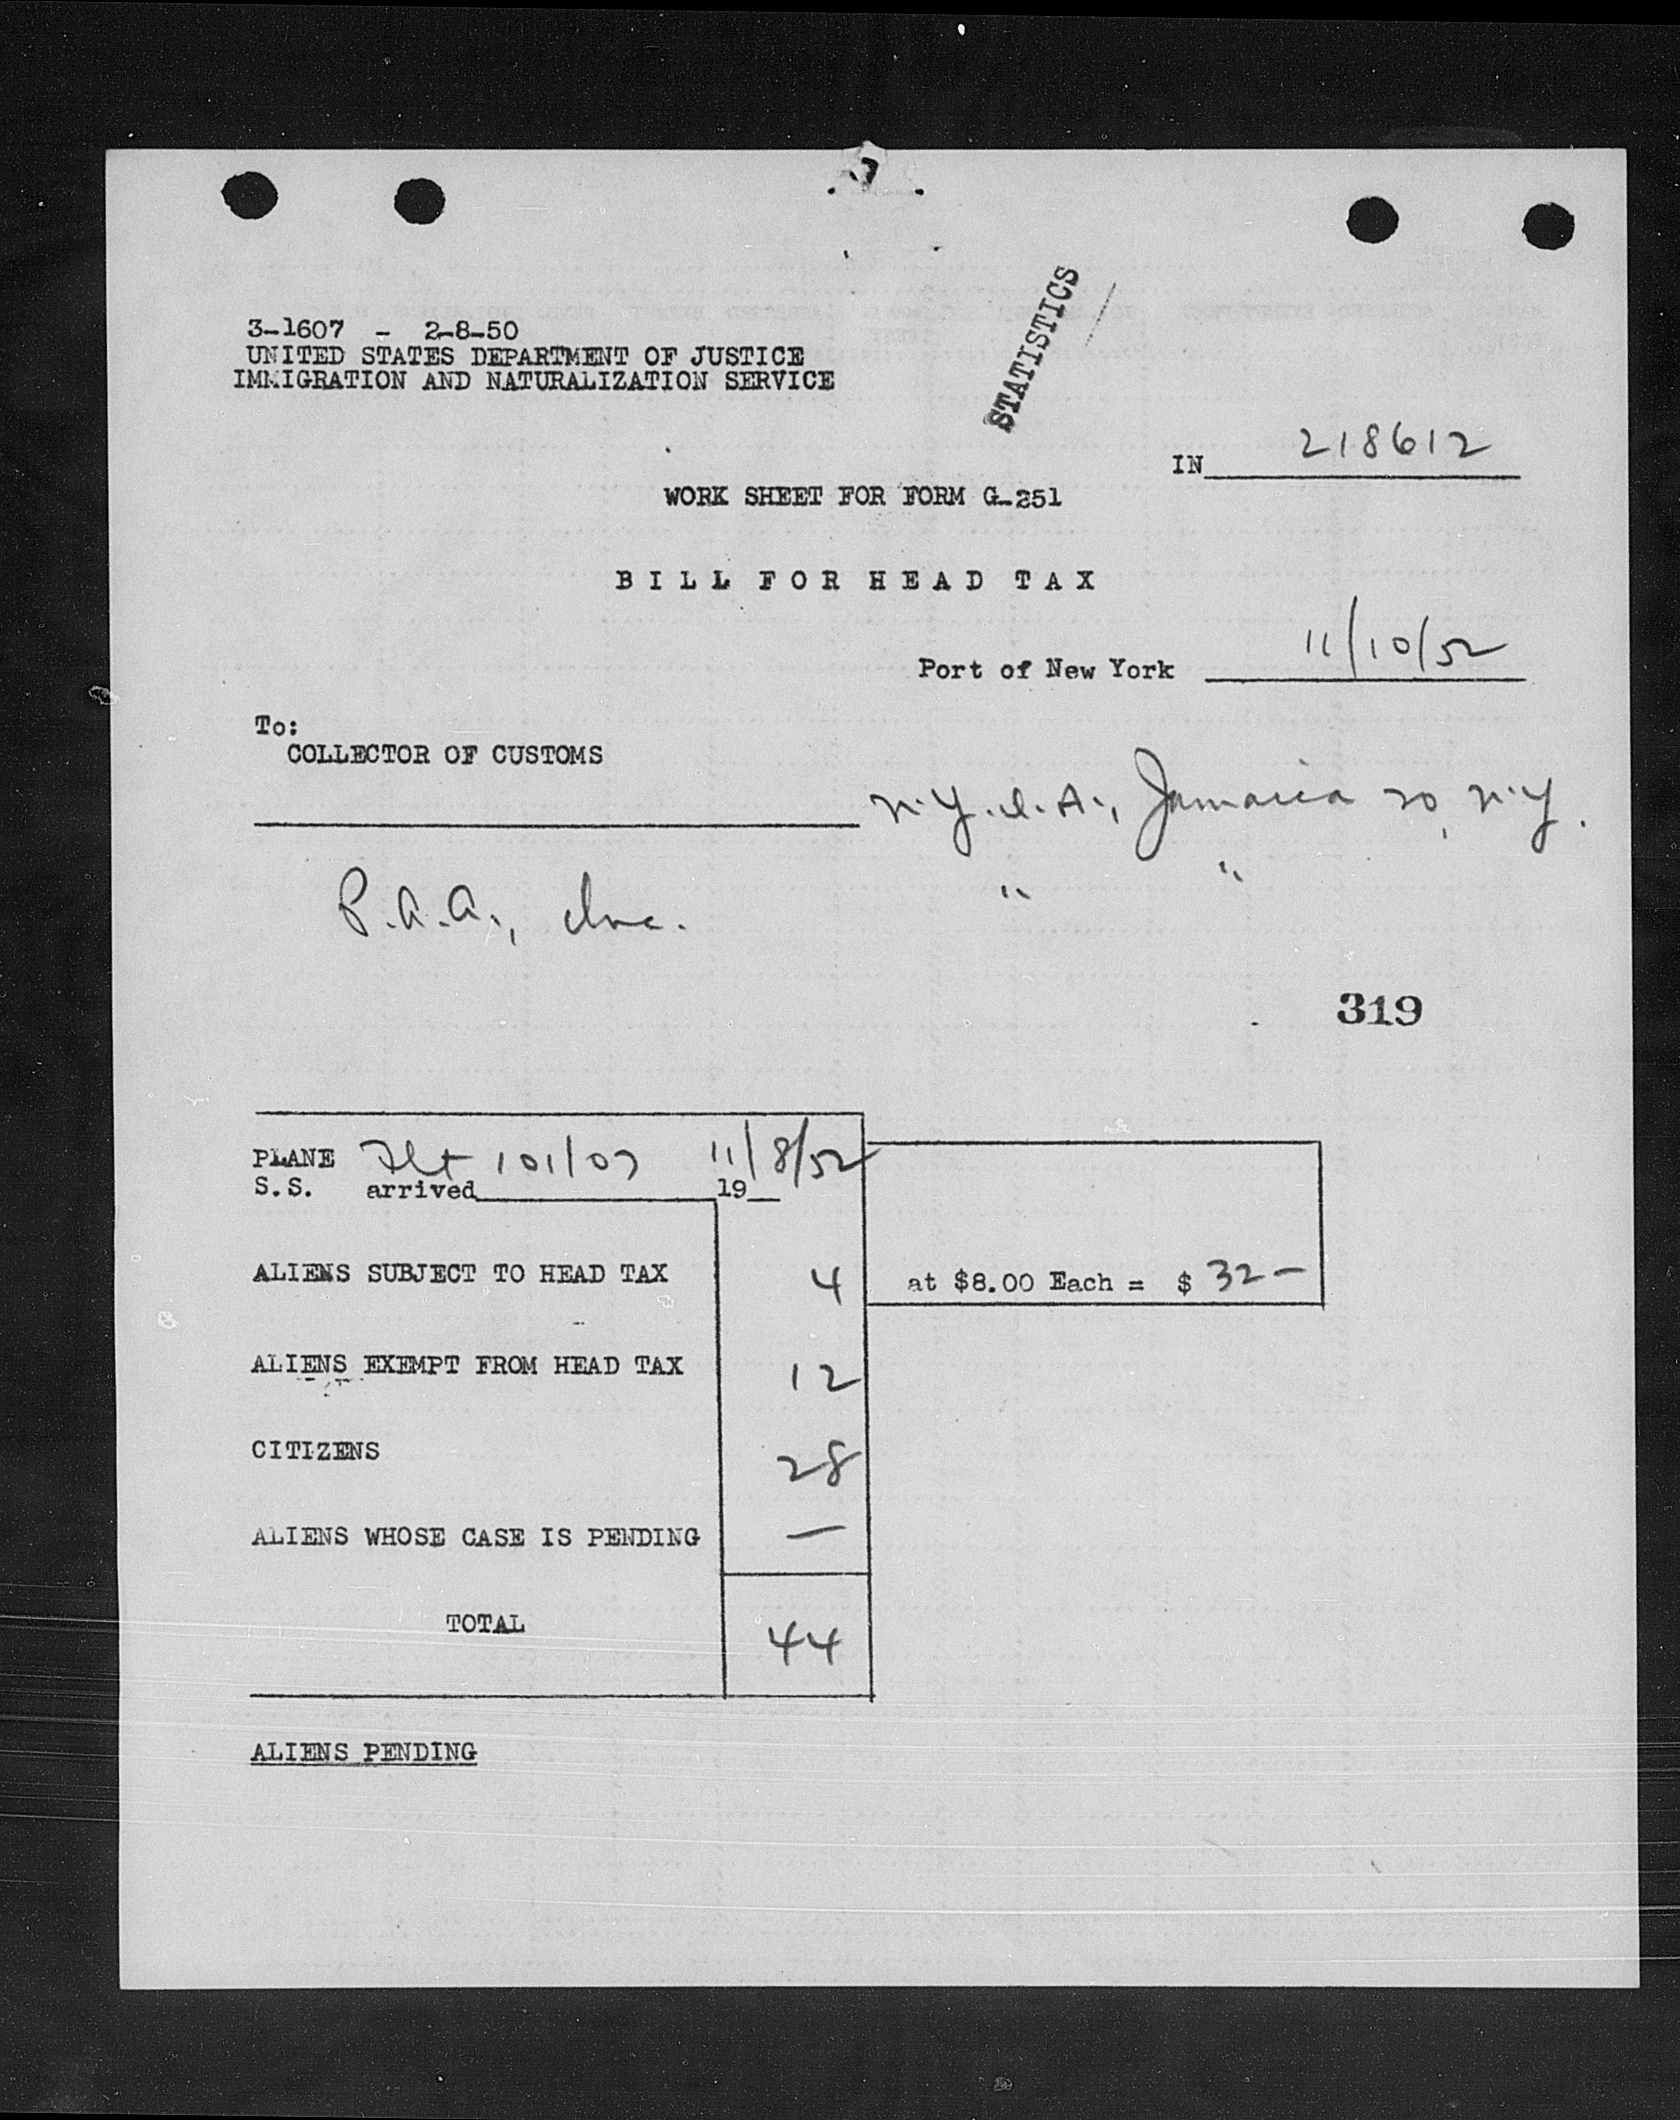 STATISTICS
3-1607 - 2-8-50
UNITED STATES DEPARTMENT OF JUSTICE
IMMIGRATION AND NATURALIZATION SERVICE
IN 218612
WORK SHEET FOR FORM G-251
BILL FOR HEAD TAX
Port of New York 11/10/52
To:
COLLECTOR OF CUSTOMS
N.Y.I.A., Jamaica 20, N.Y.
P.A.A., Inc. " "
319
PLANE Flt 101/07 11/8/52
S.S. arrived 19
ALIENS SUBJECT TO HEAD TAX 4 at $8.00 Each = $ 32 -
ALIENS EXEMPT FROM HEAD TAX 12
CITIZENS 28
ALIENS WHOSE CASE IS PENDING —
TOTAL 44
ALIENS PENDING